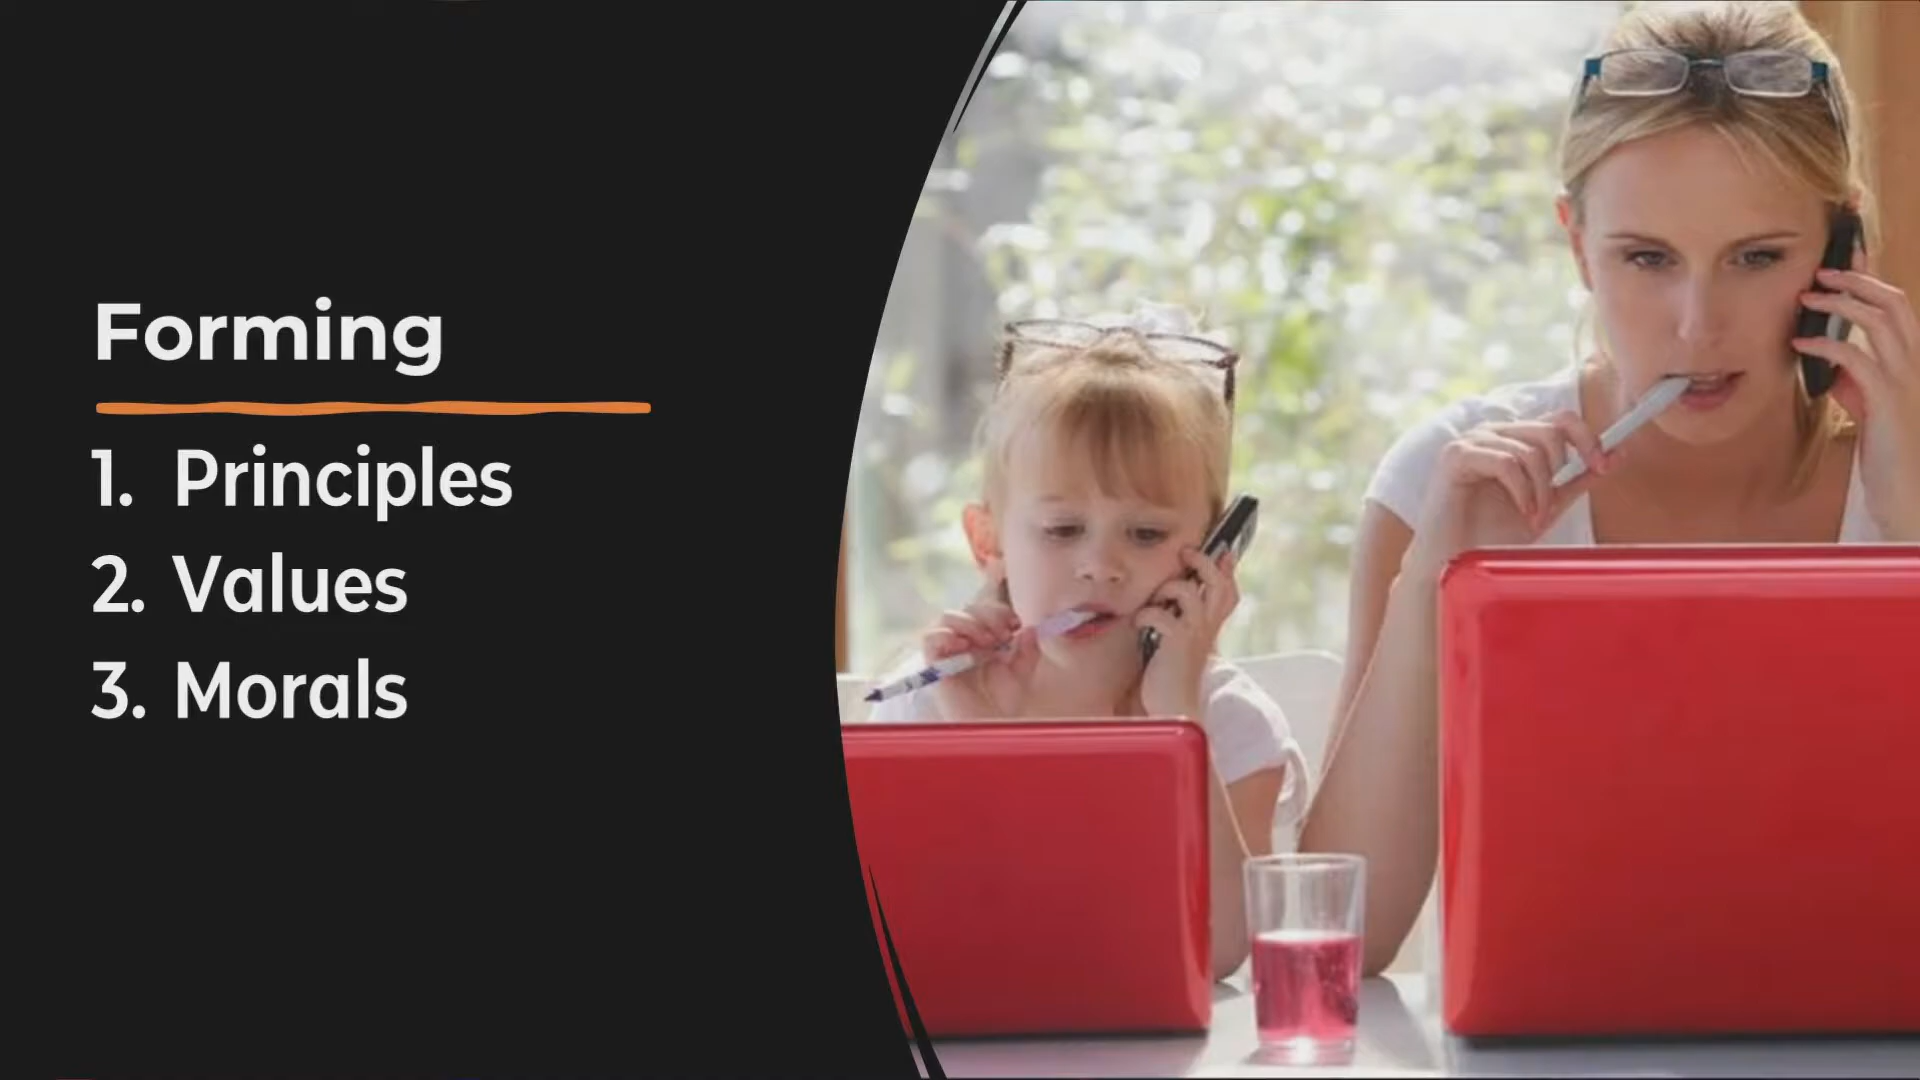 Forming
1. Principles
2. Values
3. Morals